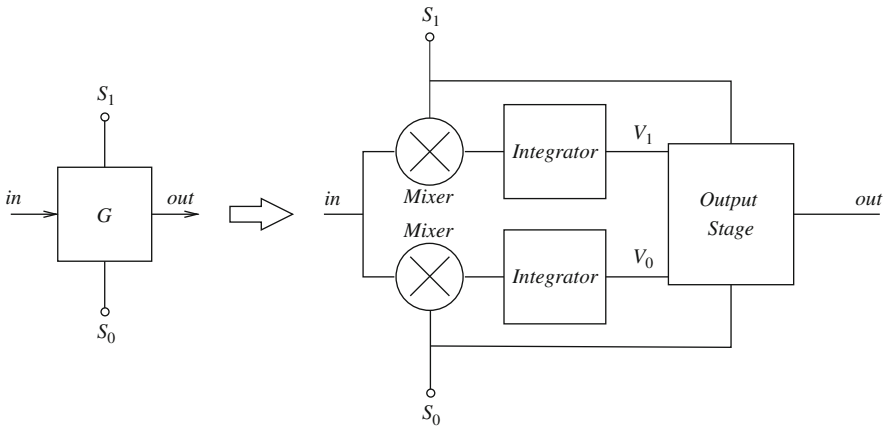 S1
in
G
out
S0
S1
in
Mixer
Integrator
V1
Mixer
Integrator
V0
Output
Stage
out
S0